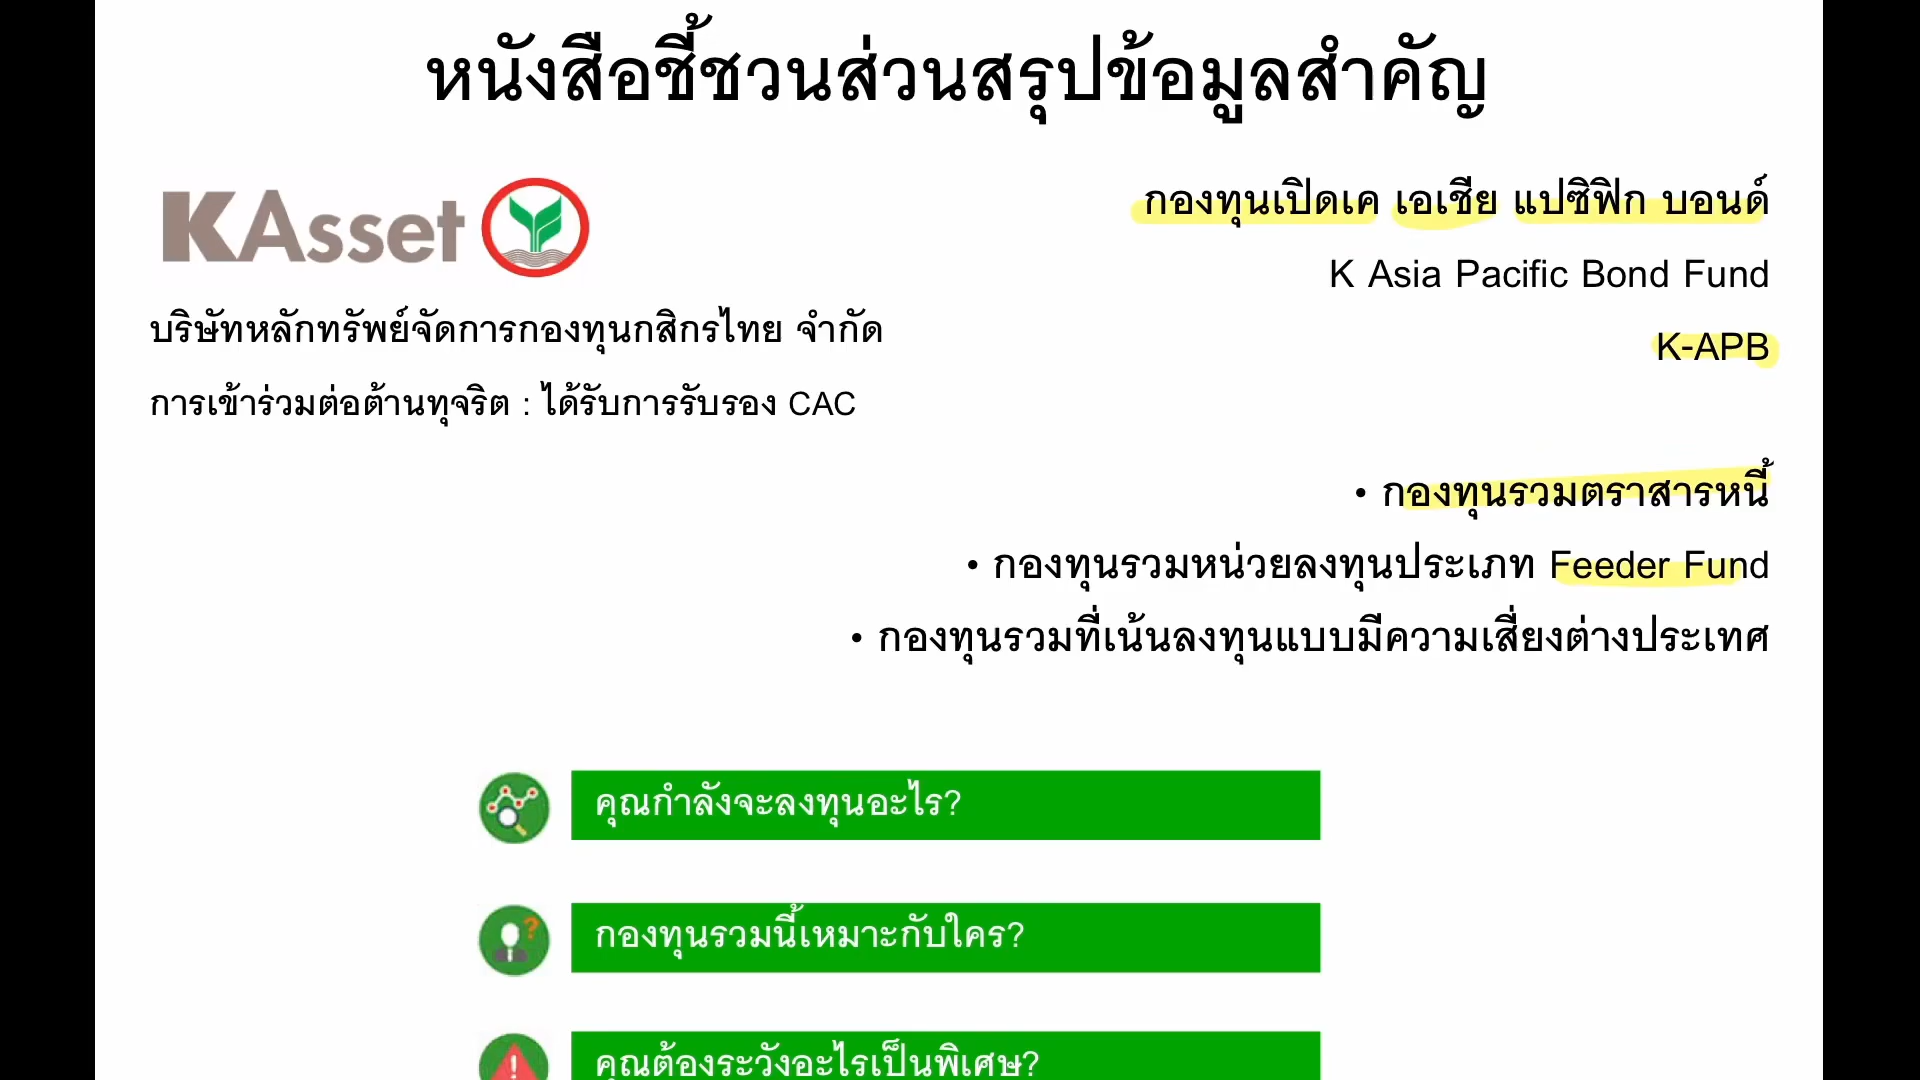 หนังสือชี้ชวนส่วนสรุปข้อมูลสำคัญ
KAsset
บริษัทหลักทรัพย์จัดการกองทุนกสิกรไทย จำกัด
การเข้าร่วมต่อต้านทุจริต : ได้รับการรับรอง CAC
กองทุนเปิดเค เอเชีย แปซิฟิก บอนด์
K Asia Pacific Bond Fund
K-APB
• กองทุนรวมตราสารหนี้
• กองทุนรวมหน่วยลงทุนประเภท Feeder Fund
• กองทุนรวมที่เน้นลงทุนแบบมีความเสี่ยงต่างประเทศ
คุณกำลังจะลงทุนอะไร?
กองทุนรวมนี้เหมาะกับใคร?
คุณต้องระวังอะไรเป็นพิเศษ?